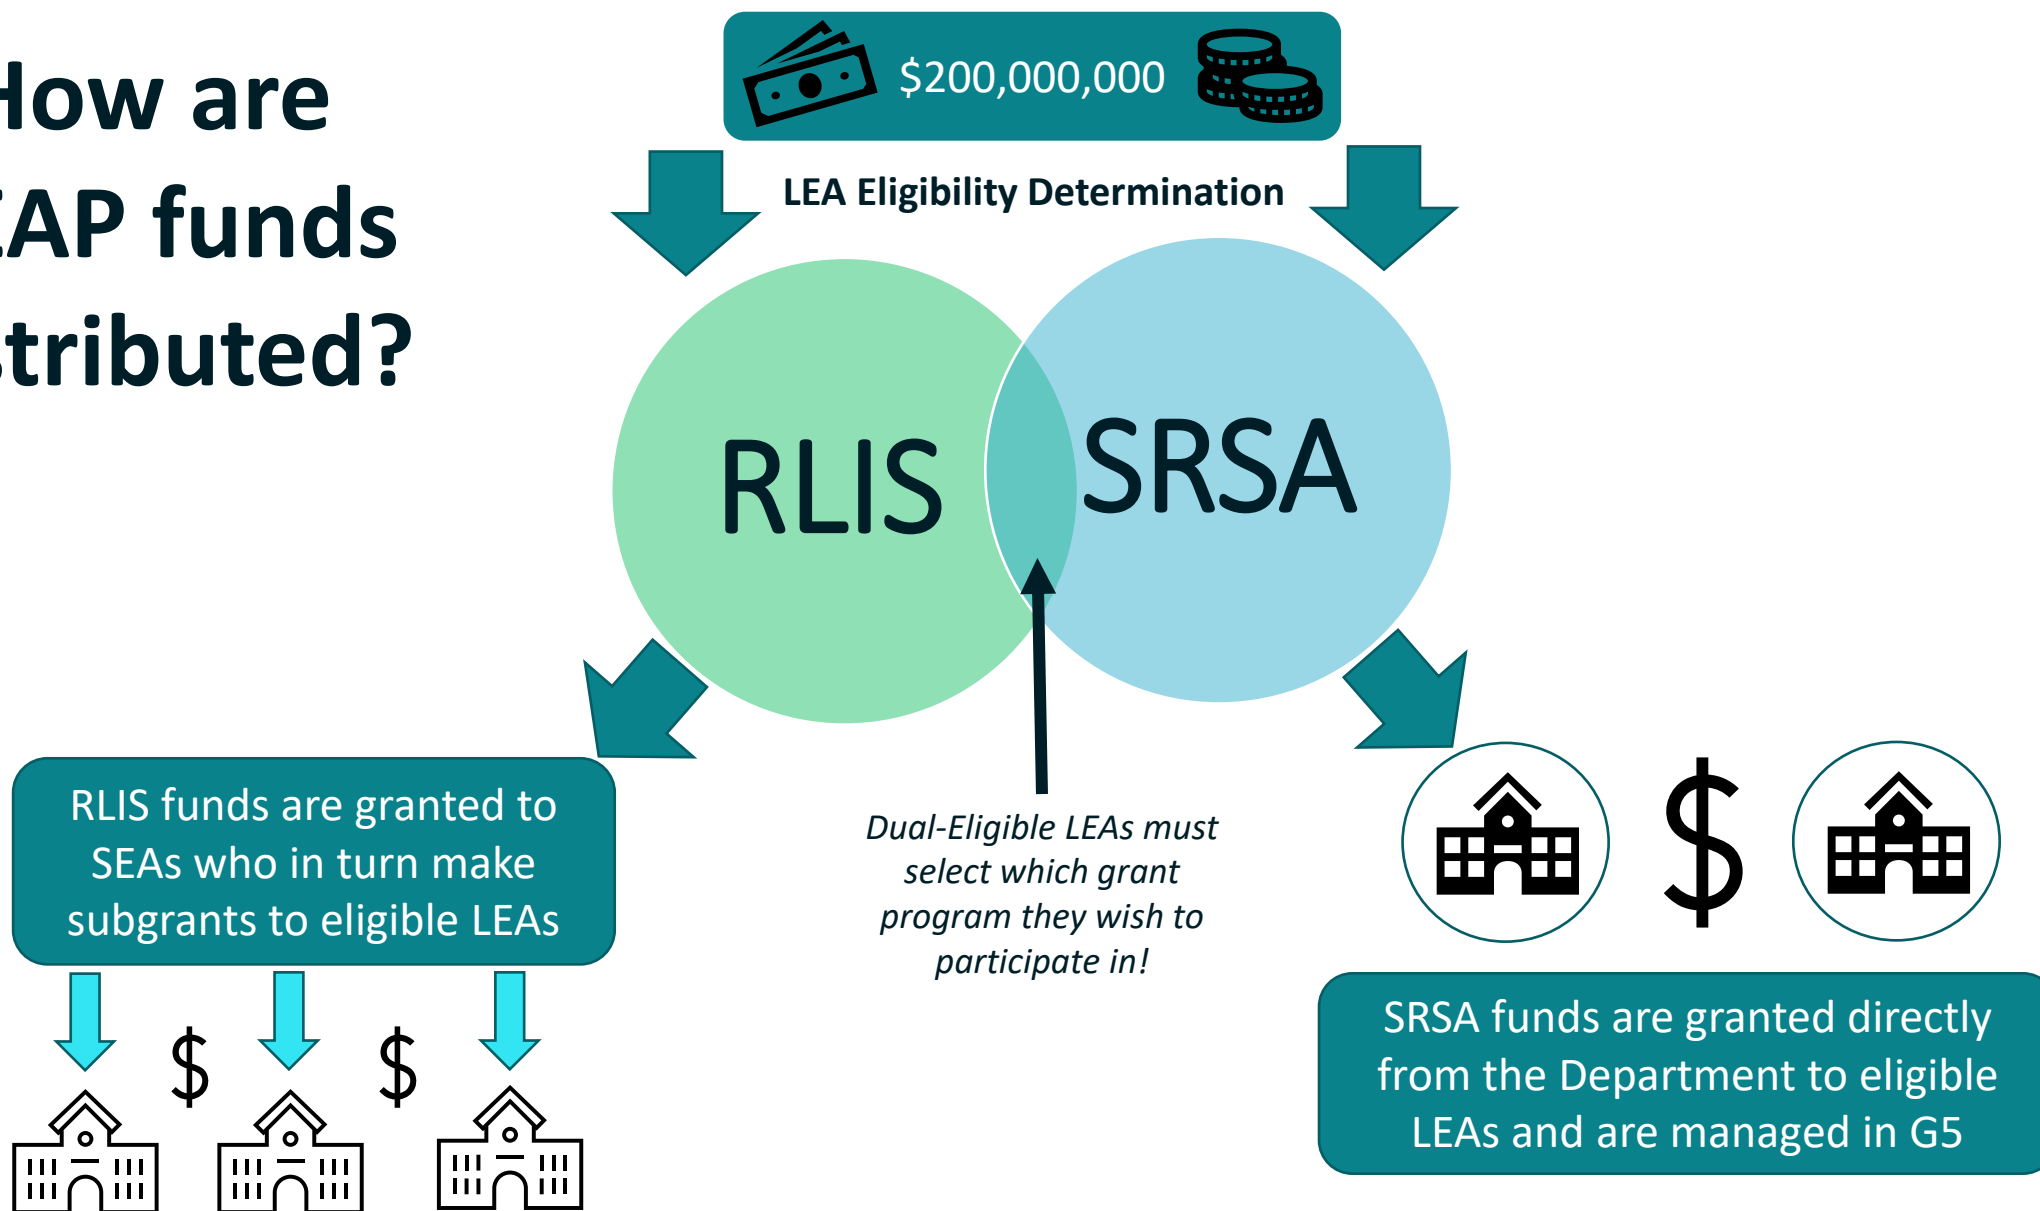 How are
EAP funds
stributed?
$200,000,000
LEA Eligibility Determination
RLIS
SRSA
RLIS funds are granted to
SEAs who in turn make
subgrants to eligible LEAs
Dual-Eligible LEAs must
select which grant
program they wish to
participate in!
$
$
$
SRSA funds are granted directly
from the Department to eligible
LEAs and are managed in G5